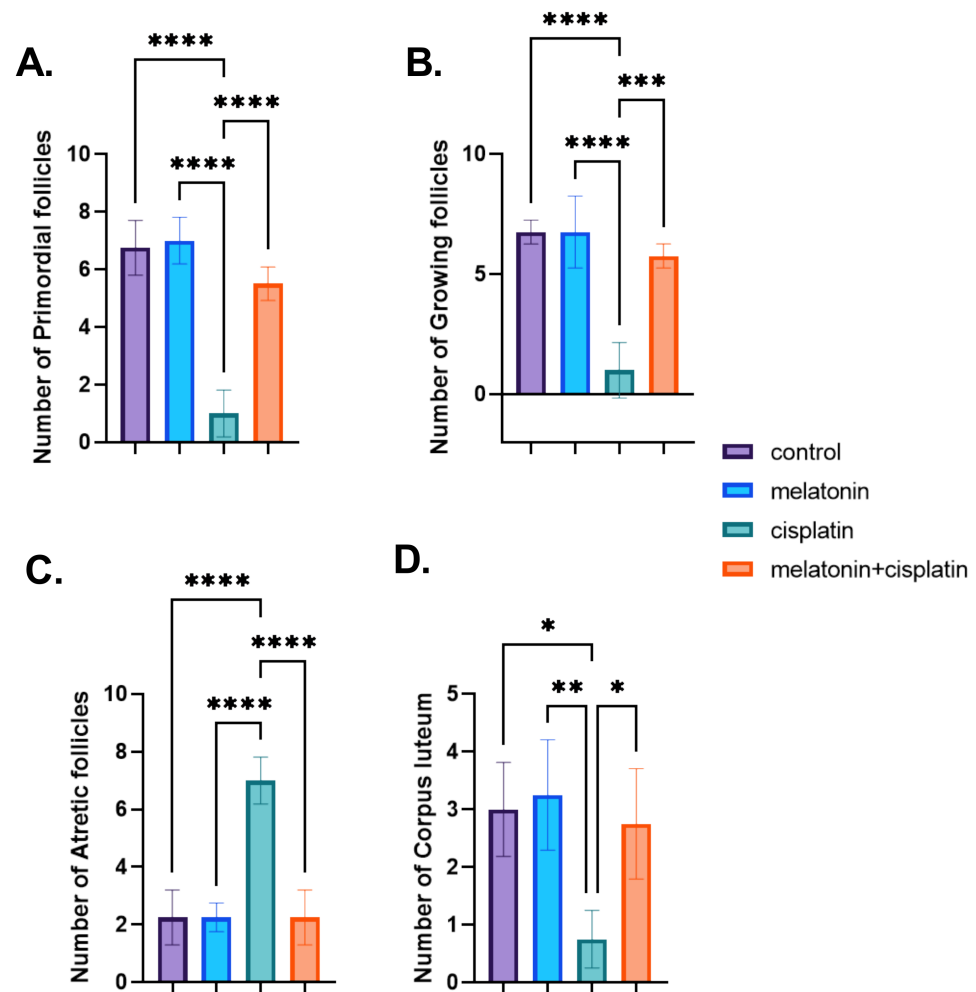 A.
****
****
****
Number of Primordial follicles
10
8
6
4
2
0
B.
****
***
****
Number of Growing follicles
10
5
0
control
melatonin
cisplatin
melatonin+cisplatin
C.
****
****
****
Number of Atretic follicles
10
8
6
4
2
0
D.
*
**
*
Number of Corpus luteum
5
4
3
2
1
0